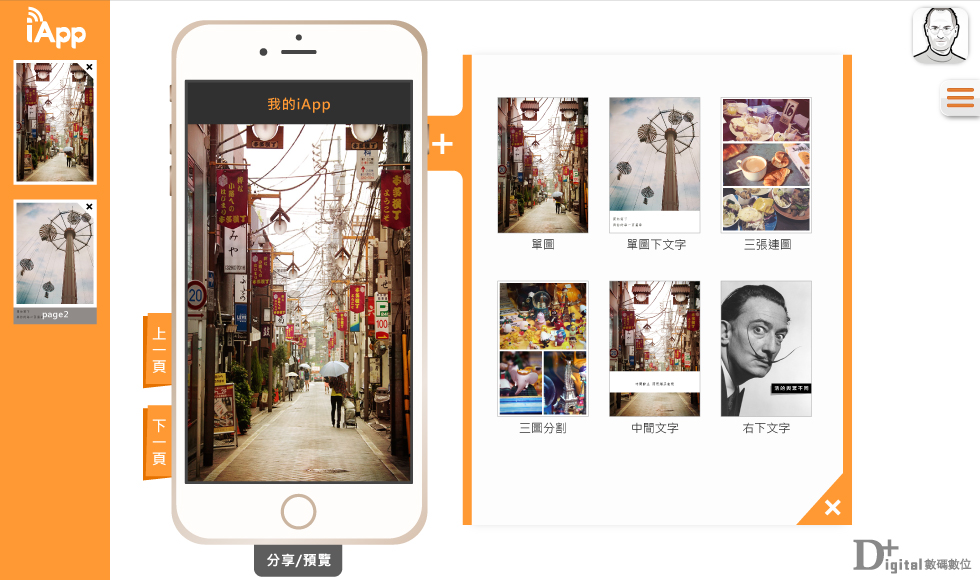 iApp
page2
我的iApp
20
上一頁
下一頁
分享/預覽
單圖
單圖下文字
三張連圖
三圖分割
中間文字
右下文字
D+igital 數碼數位